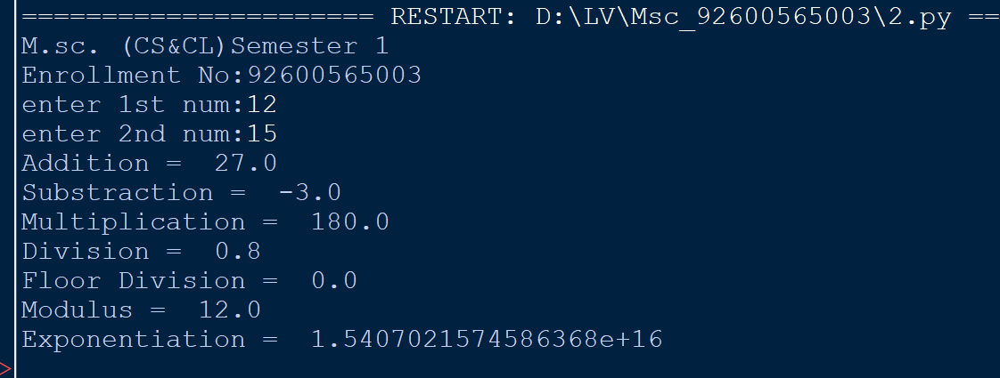 ====================== RESTART: D:\LV\Msc_92600565003\2.py ==
M.sc. (CS&CL)Semester 1
Enrollment No:92600565003
enter 1st num:12
enter 2nd num:15
Addition =  27.0
Substraction =  -3.0
Multiplication =  180.0
Division =  0.8
Floor Division =  0.0
Modulus =  12.0
Exponentiation =  1.5407021574586368e+16
>